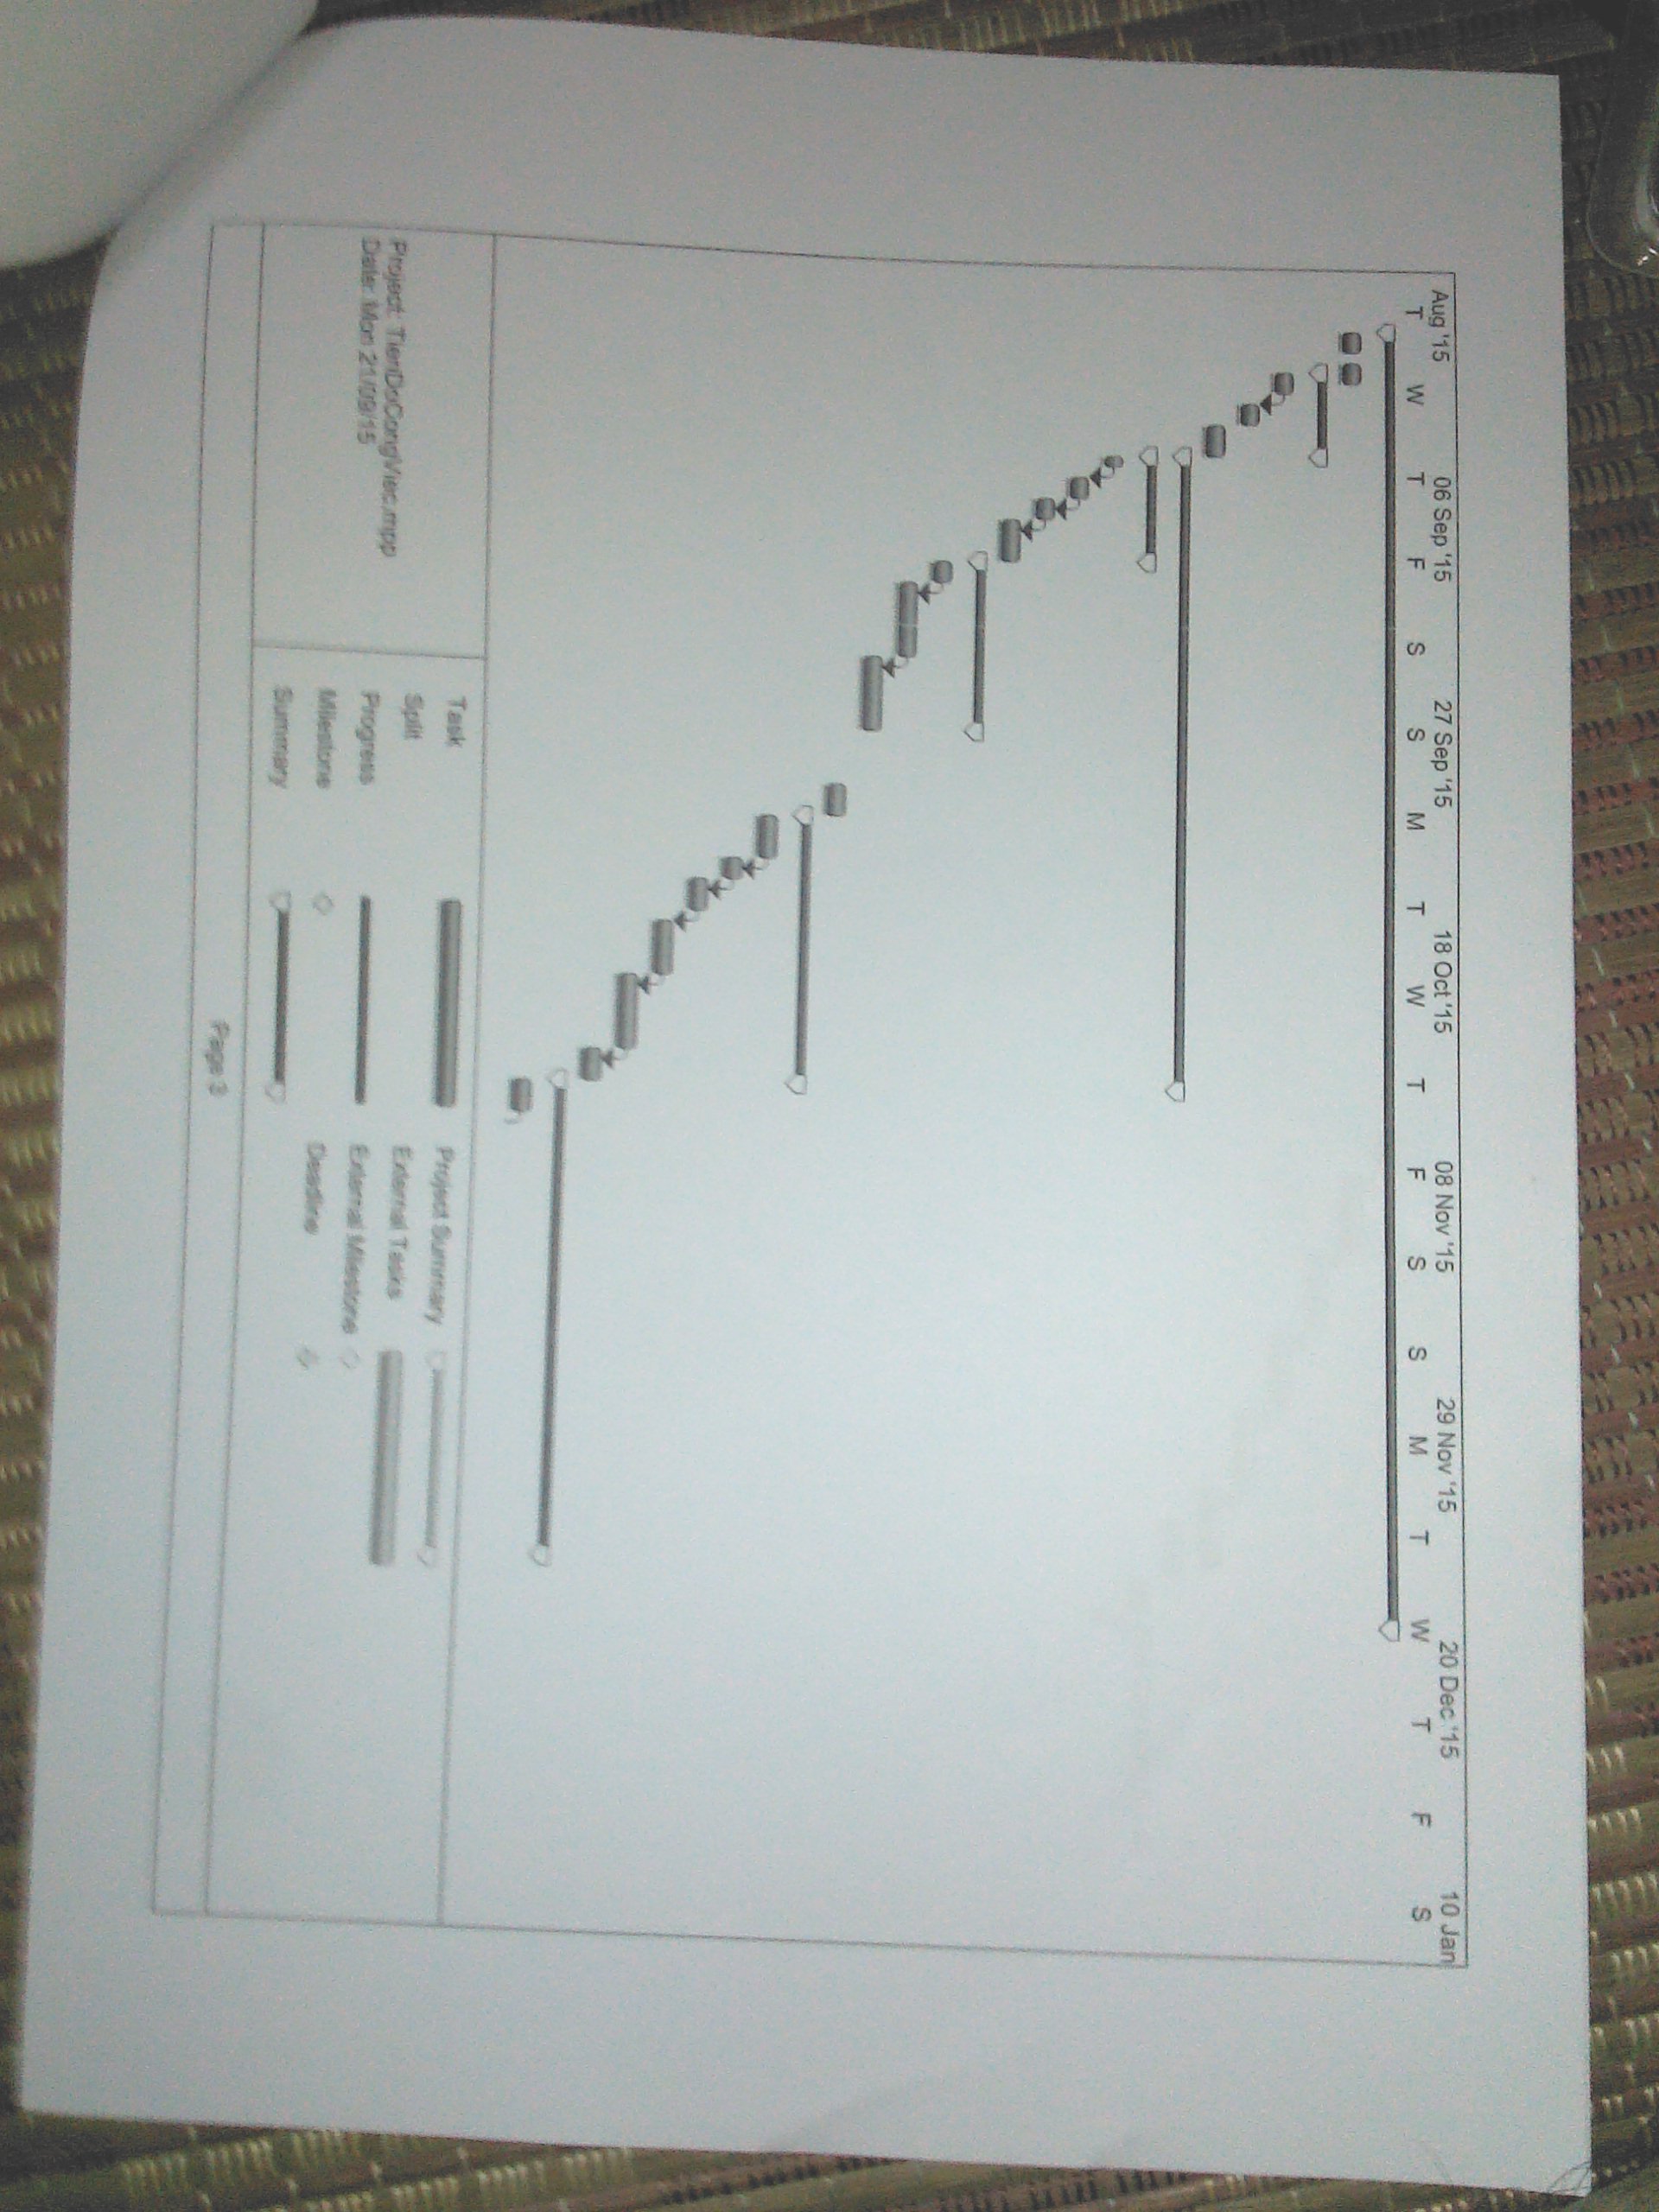 Aug '15 06 Sep '15 27 Sep '15 18 Oct '15 08 Nov '15 29 Nov '15 20 Dec '15 10 Jan
T W T F S S M T W T F S S M T W T F S
Project: TienDoCongViec.mpp
Date: Mon 21/09/15
Task
Split
Progress
Milestone
Summary
Project Summary
External Tasks
External Milestone
Deadline
Page 3